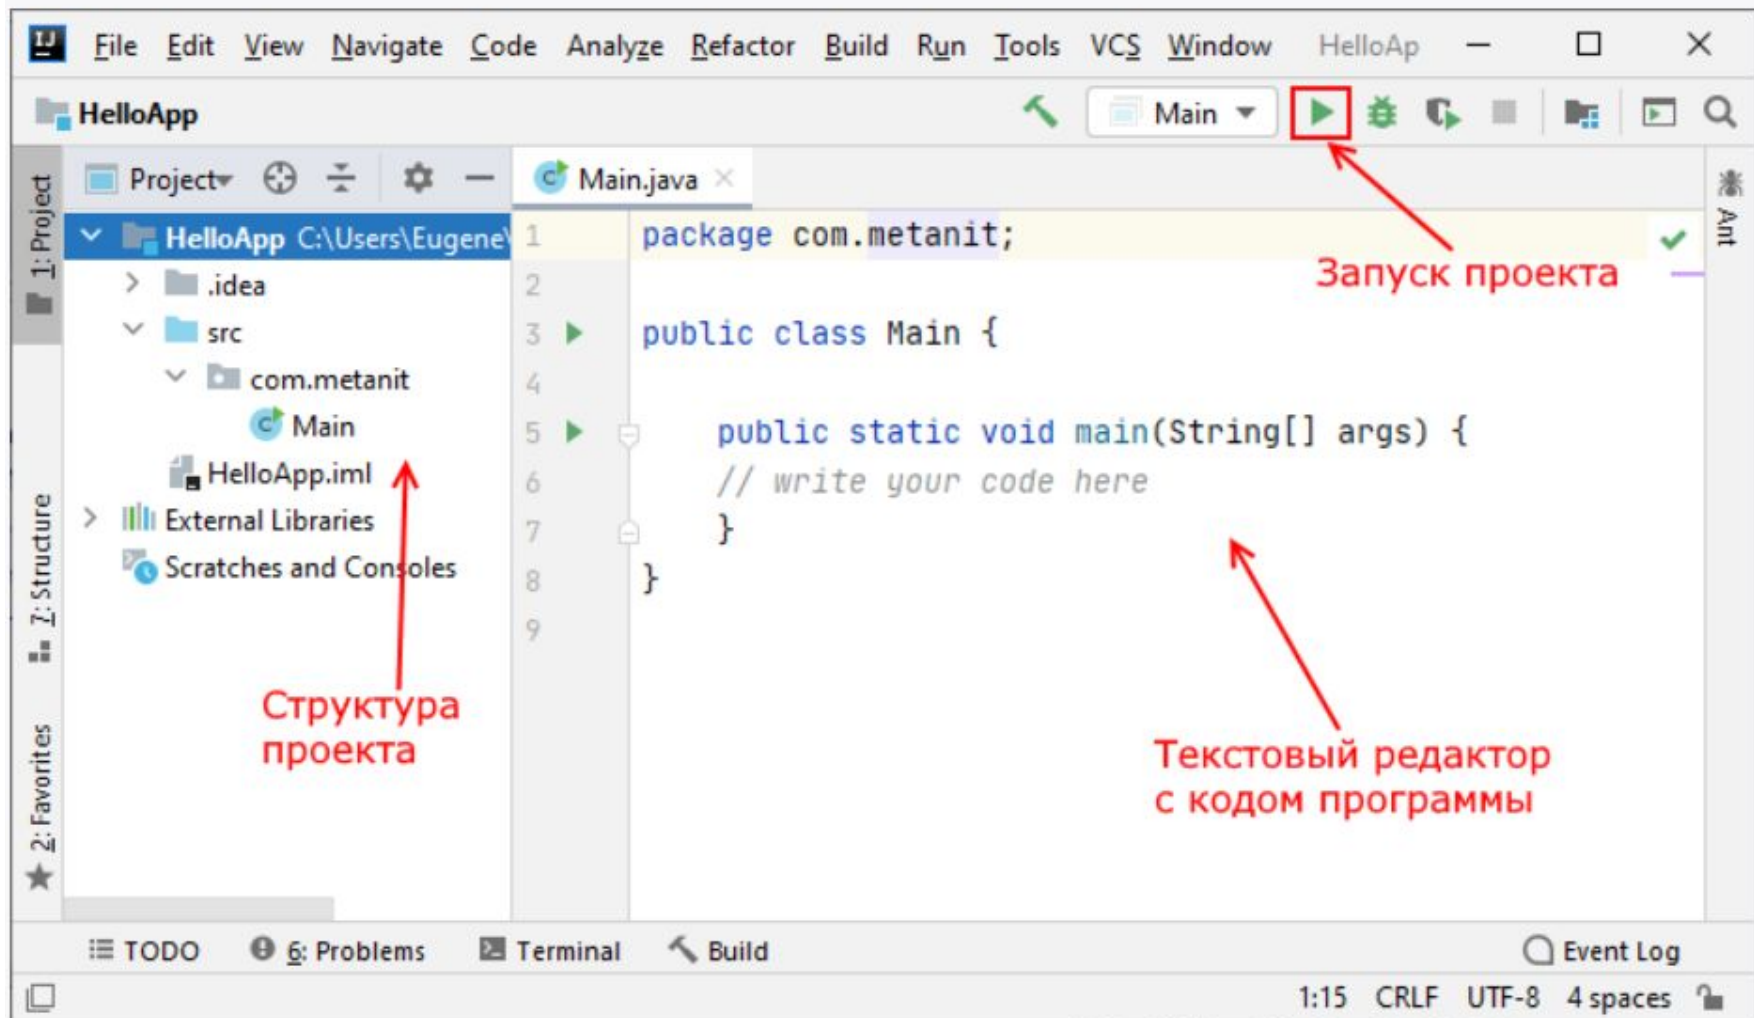 IJ File Edit View Navigate Code Analyze Refactor Build Run Tools VCS Window HelloAp
HelloApp Main
1: Project
7: Structure
2: Favorites
Project
HelloApp C:\Users\Eugene\
.idea
src
com.metanit
Main
HelloApp.iml
External Libraries
Scratches and Consoles
Структура
проекта
Main.java
1 package com.metanit;
2
3 public class Main {
4
5 public static void main(String[] args) {
6 // write your code here
7 }
8 }
9
Запуск проекта
Текстовый редактор
с кодом программы
Ant
TODO 6: Problems Terminal Build Event Log
1:15 CRLF UTF-8 4 spaces